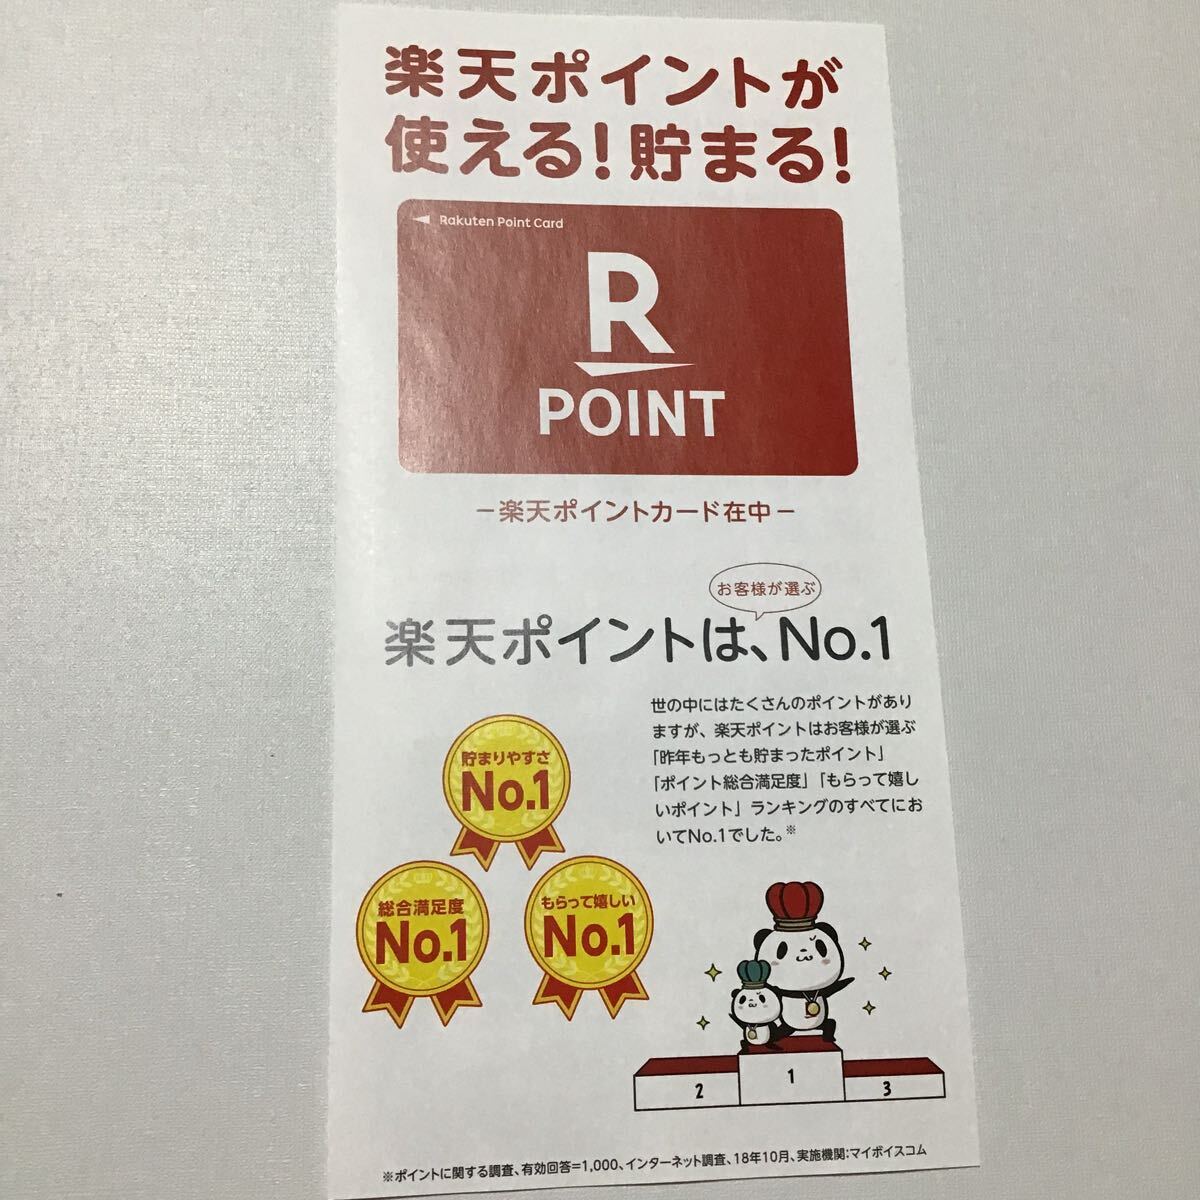 楽天ポイントが
使える!貯まる!
Rakuten Point Card
R
POINT
−楽天ポイントカード在中−
お客様が選ぶ
楽天ポイントは、No.1
世の中にはたくさんのポイントがあり
ますが、楽天ポイントはお客様が選ぶ
「昨年もっとも貯まったポイント」
「ポイント総合満足度」「もらって嬉し
いポイント」ランキングのすべてにお
いてNo.1でした。※
貯まりやすさ
No.1
総合満足度
No.1
もらって嬉しい
No.1
2
1
3
※ポイントに関する調査、有効回答=1,000、インターネット調査、18年10月、実施機関:マイボイスコム